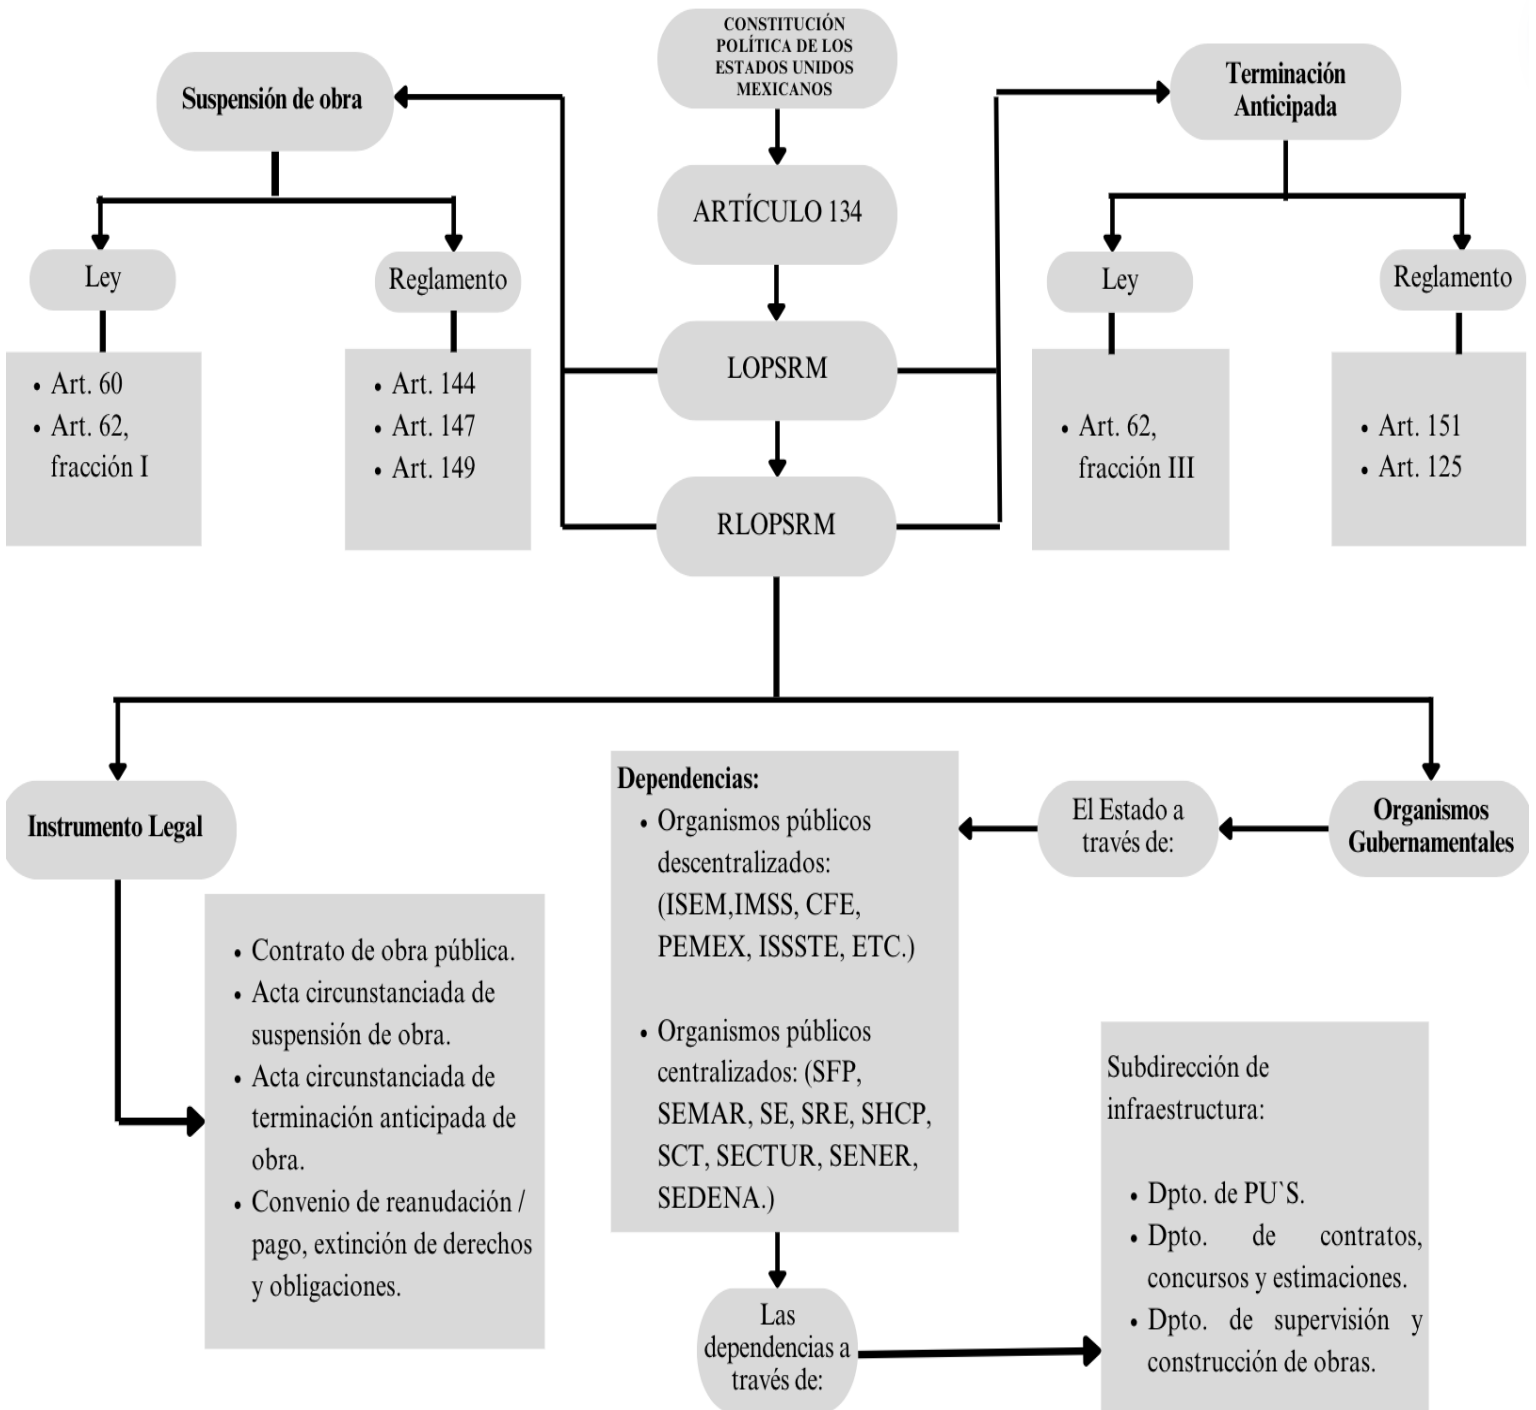 CONSTITUCIÓN
POLÍTICA DE LOS
ESTADOS UNIDOS
MEXICANOS
ARTÍCULO 134
LOPSRM
RLOPSRM
Suspensión de obra
Ley
• Art. 60
• Art. 62,
fracción I
Reglamento
• Art. 144
• Art. 147
• Art. 149
Terminación
Anticipada
Ley
• Art. 62,
fracción III
Reglamento
• Art. 151
• Art. 125
Instrumento Legal
• Contrato de obra pública.
• Acta circunstanciada de
suspensión de obra.
• Acta circunstanciada de
terminación anticipada de
obra.
• Convenio de reanudación /
pago, extinción de derechos
y obligaciones.
Organismos
Gubernamentales
El Estado a
través de:
Dependencias:
• Organismos públicos
descentralizados:
(ISEM,IMSS, CFE,
PEMEX, ISSSTE, ETC.)
• Organismos públicos
centralizados: (SFP,
SEMAR, SE, SRE, SHCP,
SCT, SECTUR, SENER,
SEDENA.)
Las
dependencias a
través de:
Subdirección de
infraestructura:
• Dpto. de PU`S.
• Dpto. de contratos,
concursos y estimaciones.
• Dpto. de supervisión y
construcción de obras.